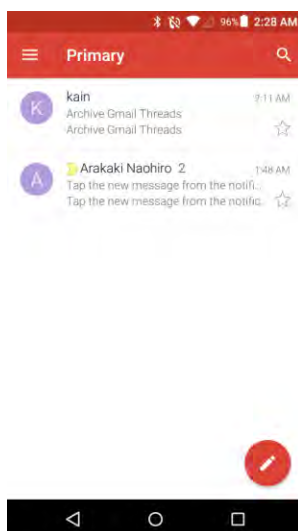 96% 2:28 AM
Primary
K
kain 2:11 AM
Archive Gmail Threads
Archive Gmail Threads
A
Arakaki Naohiro 2 1:48 AM
Tap the new message from the notifi..
Tap the new message from the notific..